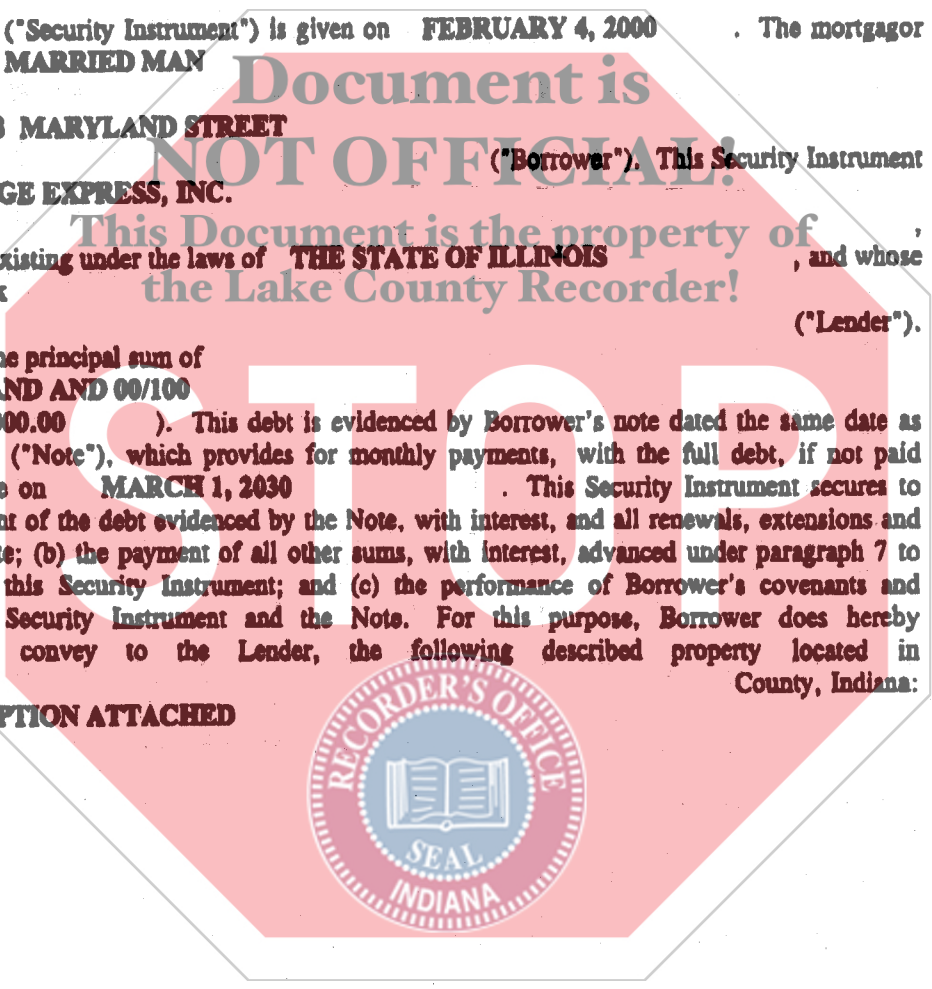 ("Security Instrument") is given on FEBRUARY 4, 2000 . The mortgagor
MARRIED MAN
Document is
MARYLAND STREET
NOT OFFICIAL!
("Borrower"). This Security Instrument
GE EXPRESS, INC.
This Document is the property of
,
xisting under the laws of THE STATE OF ILLINOIS , and whose
the Lake County Recorder!
("Lender").
ne principal sum of
AND AND 00/100
STOP
000.00 ). This debt is evidenced by Borrower's note dated the same date as
("Note"), which provides for monthly payments, with the full debt, if not paid
e on MARCH 1, 2030 . This Security Instrument secures to
nt of the debt evidenced by the Note, with interest, and all renewals, extensions and
te; (b) the payment of all other sums, with interest, advanced under paragraph 7 to
this Security Instrument; and (c) the performance of Borrower's covenants and
Security Instrument and the Note. For this purpose, Borrower does hereby
convey to the Lender, the following described property located in
County, Indiana:
PTION ATTACHED
RECORDER'S OFFICE
SEAL
INDIANA